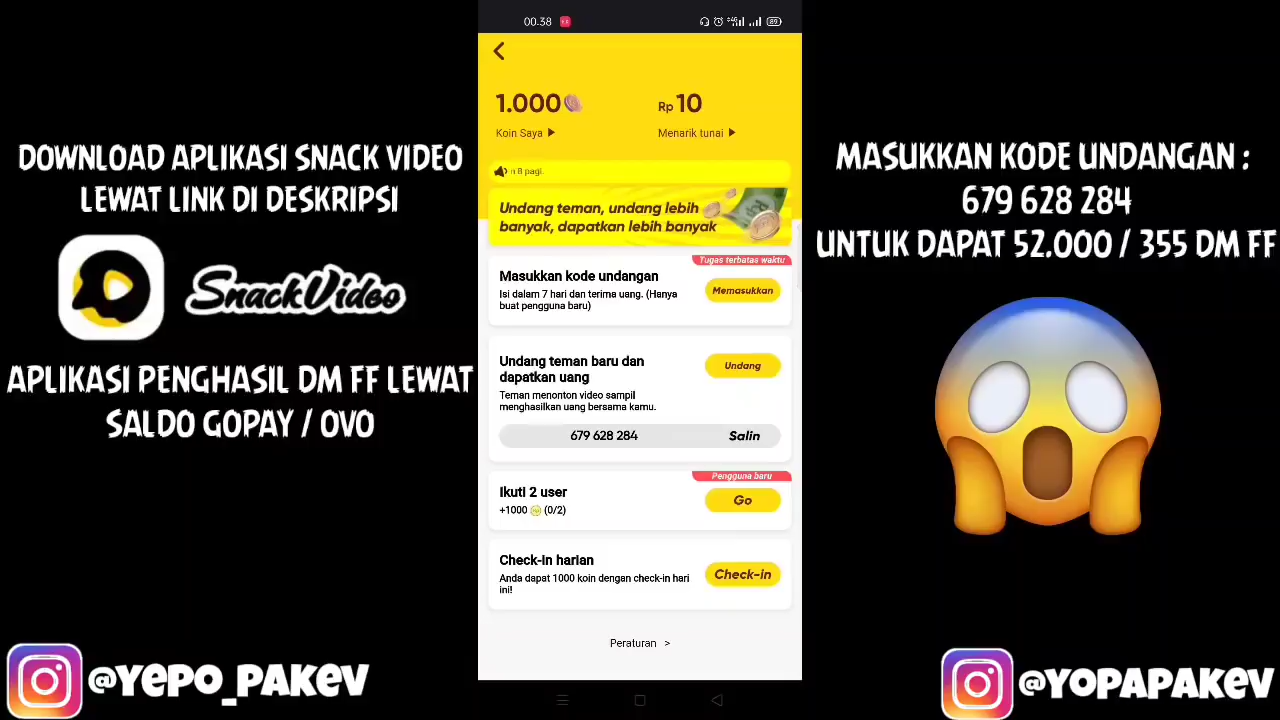 DOWNLOAD APLIKASI SNACK VIDEO
LEWAT LINK DI DESKRIPSI
SnackVideo
APLIKASI PENGHASIL DM FF LEWAT
SALDO GOPAY / OVO
@YEPO_PAKEV
00.38
89
1.000
Rp 10
Koin Saya
Menarik tunai
n 8 pagi.
Undang teman, undang lebih
banyak, dapatkan lebih banyak
Tugas terbatas waktu
Masukkan kode undangan
Isi dalam 7 hari dan terima uang. (Hanya
buat pengguna baru)
Memasukkan
Undang teman baru dan
dapatkan uang
Teman menonton video sampil
menghasilkan uang bersama kamu.
Undang
679 628 284
Salin
Pengguna baru
Ikuti 2 user
+1000 (0/2)
Go
Check-in harian
Anda dapat 1000 koin dengan check-in hari
ini!
Check-in
Peraturan >
MASUKKAN KODE UNDANGAN :
679 628 284
UNTUK DAPAT 52.000 / 355 DM FF
@YOPAPAKEV